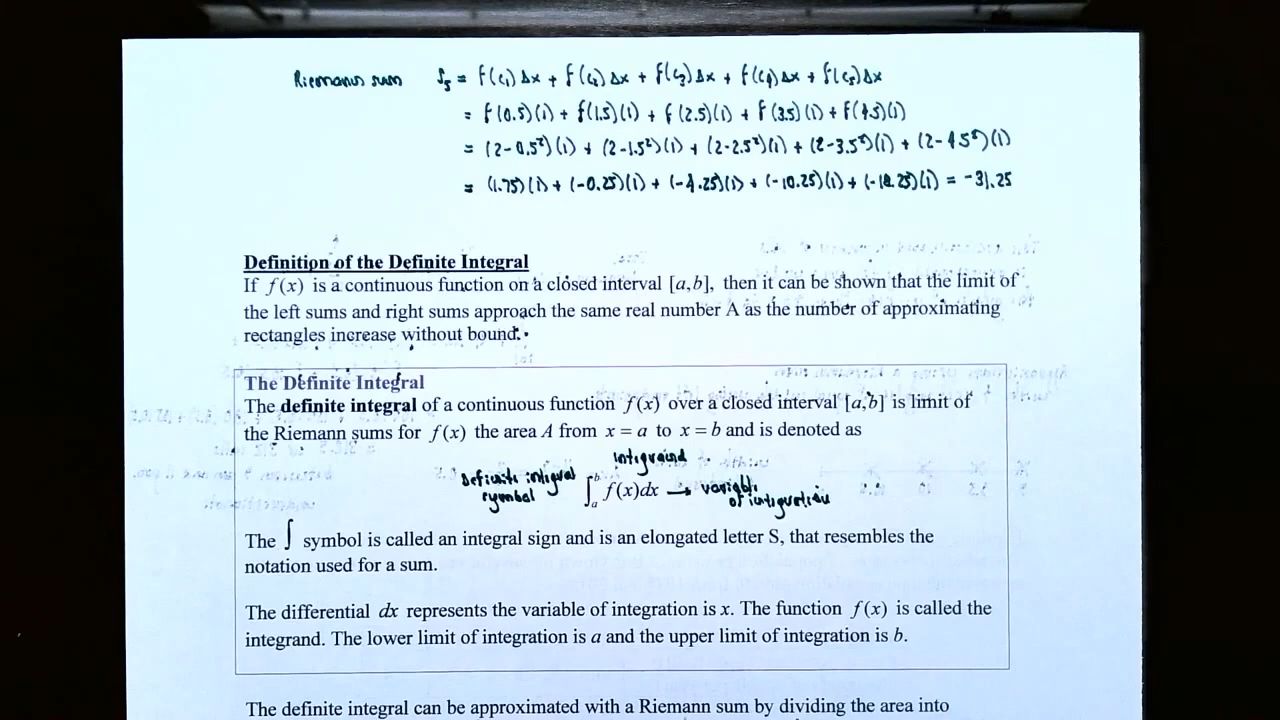 Riemanns sum S₅ = f(c₁)Δx + f(c₂)Δx + f(c₃)Δx + f(c₄)Δx + f(c₅)Δx
= f(0.5)(1) + f(1.5)(1) + f(2.5)(1) + f(3.5)(1) + f(4.5)(1)
= (2-0.5²)(1) + (2-1.5²)(1) + (2-2.5²)(1) + (2-3.5²)(1) + (2-4.5²)(1)
= (1.75)(1) + (-0.25)(1) + (-4.25)(1) + (-10.25)(1) + (-18.25)(1) = -31.25
Definition of the Definite Integral
If f(x) is a continuous function on a closed interval [a,b], then it can be shown that the limit of
the left sums and right sums approach the same real number A as the number of approximating
rectangles increase without bound.
The Definite Integral
The definite integral of a continuous function f(x) over a closed interval [a,b] is limit of
the Riemann sums for f(x) the area A from x = a to x = b and is denoted as
integrand
Definite integral
symbol ∫ₐᵇ f(x)dx → variable
of integration
The ∫ symbol is called an integral sign and is an elongated letter S, that resembles the
notation used for a sum.
The differential dx represents the variable of integration is x. The function f(x) is called the
integrand. The lower limit of integration is a and the upper limit of integration is b.
The definite integral can be approximated with a Riemann sum by dividing the area into